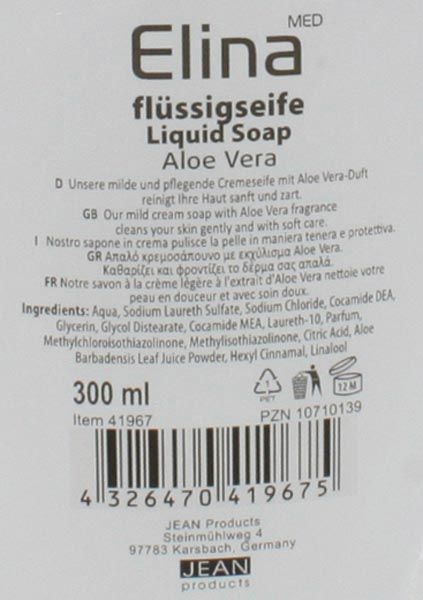 Elina MED
flüssigseife
Liquid Soap
Aloe Vera
D Unsere milde und pflegende Cremeseife mit Aloe Vera-Duft
reinigt Ihre Haut sanft und zart.
GB Our mild cream soap with Aloe Vera fragrance
cleans your skin gently and with soft care.
I Nostro sapone in crema pulisce la pelle in maniera tenera e protettiva.
GR Απαλό κρεμοσάπουνο με εκχύλισμα Aloe Vera.
Καθαρίζει και φροντίζει το δέρμα σας απαλά.
FR Notre savon à la crème légère à l'extrait d'Aloe Vera nettoie votre
peau en douceur et avec soin doux.
Ingredients: Aqua, Sodium Laureth Sulfate, Sodium Chloride, Cocamide DEA,
Glycerin, Glycol Distearate, Cocamide MEA, Laureth-10, Parfum,
Methylchloroisothiazolinone, Methylisothiazolinone, Citric Acid, Aloe
Barbadensis Leaf Juice Powder, Hexyl Cinnamal, Linalool
300 ml
1
PET
12 M
Item 41967
PZN 10710139
4 326470 419675
JEAN Products
Steinmühlweg 4
97783 Karsbach, Germany
JEAN
products